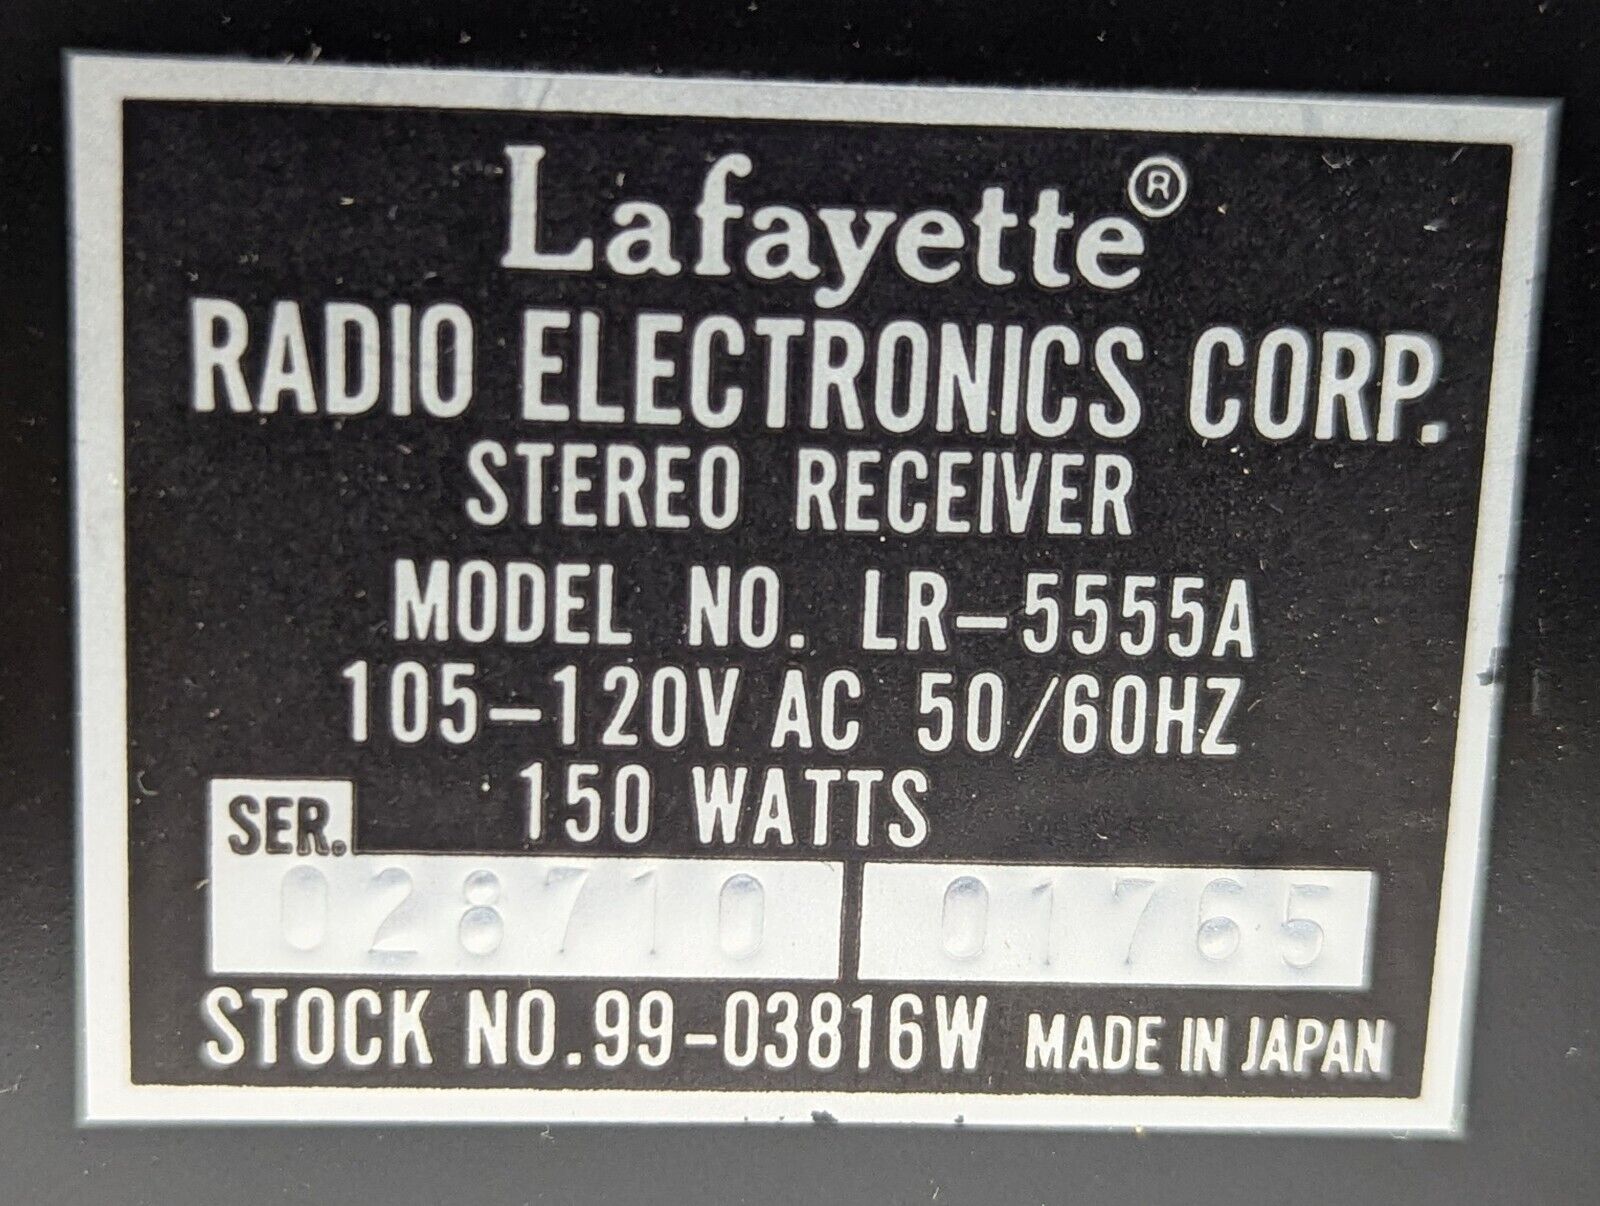 Lafayette®
RADIO ELECTRONICS CORP.
STEREO RECEIVER
MODEL NO. LR-5555A
105-120V AC 50/60HZ
150 WATTS
SER.
028710 01765
STOCK NO.99-03816W MADE IN JAPAN